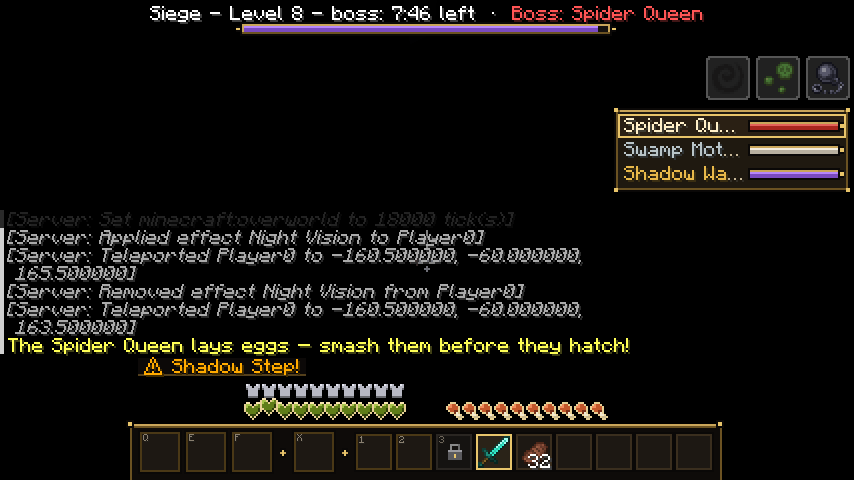 Siege – Level 8 – boss: 7:46 left · Boss: Spider Queen
Spider Qu...
Swamp Mot...
Shadow Wa...
[Server: Set minecraft:overworld to 18000 tick(s)]
[Server: Applied effect Night Vision to Player0]
[Server: Teleported Player0 to -160.500000, -60.000000,
165.500000]
[Server: Removed effect Night Vision from Player0]
[Server: Teleported Player0 to -160.500000, -60.000000,
163.500000]
The Spider Queen lays eggs – smash them before they hatch!
⚠ Shadow Step!
Q E F + X + 1 2 3
32